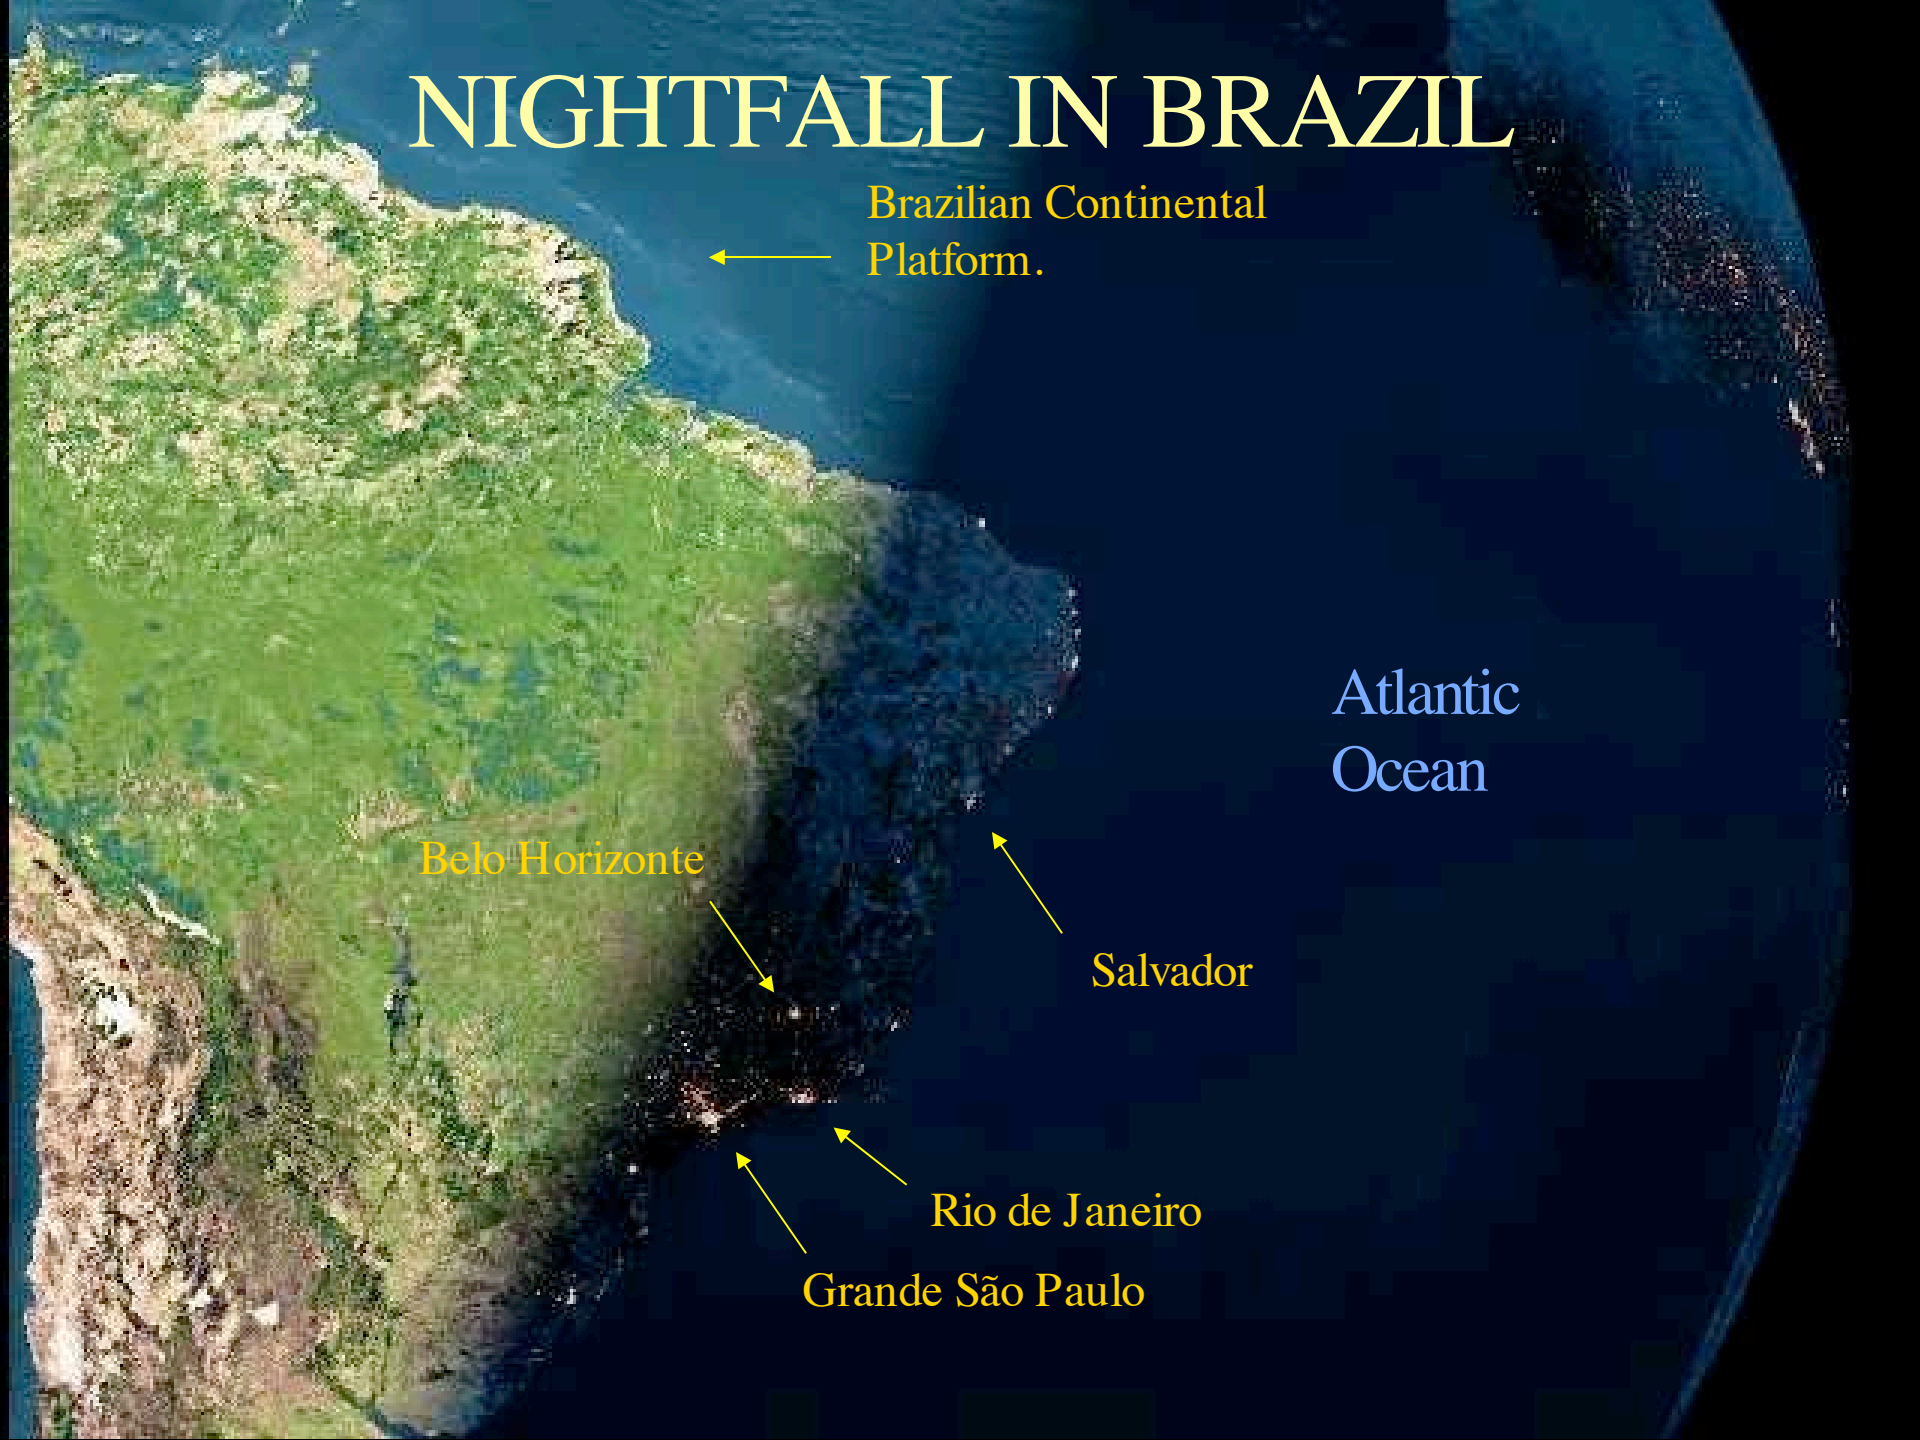 NIGHTFALL IN BRAZIL
Brazilian Continental
Platform.
Atlantic
Ocean
Belo Horizonte
Salvador
Rio de Janeiro
Grande São Paulo